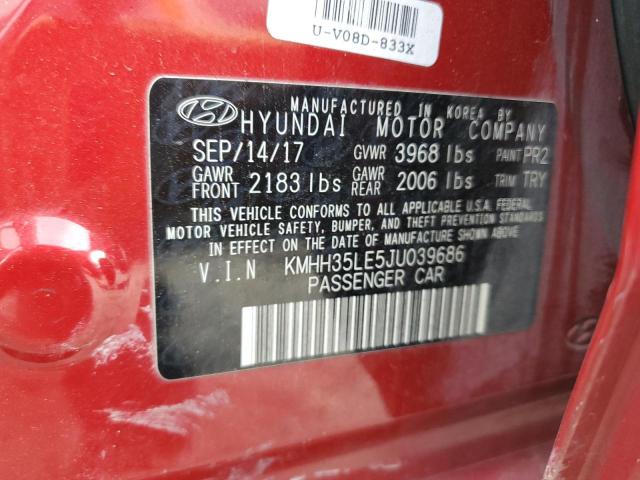 U-V08D-833X
MANUFACTURED IN KOREA BY
HYUNDAI MOTOR COMPANY
SEP/14/17 GVWR 3968 lbs PAINT PR2
GAWR FRONT 2183 lbs GAWR REAR 2006 lbs TRIM TRY
THIS VEHICLE CONFORMS TO ALL APPLICABLE U.S.A. FEDERAL
MOTOR VEHICLE SAFETY, BUMPER, AND THEFT PREVENTION STANDARDS
IN EFFECT ON THE DATE OF MANUFACTURE SHOWN ABOVE.
V.I.N KMHH35LE5JU039686
PASSENGER CAR